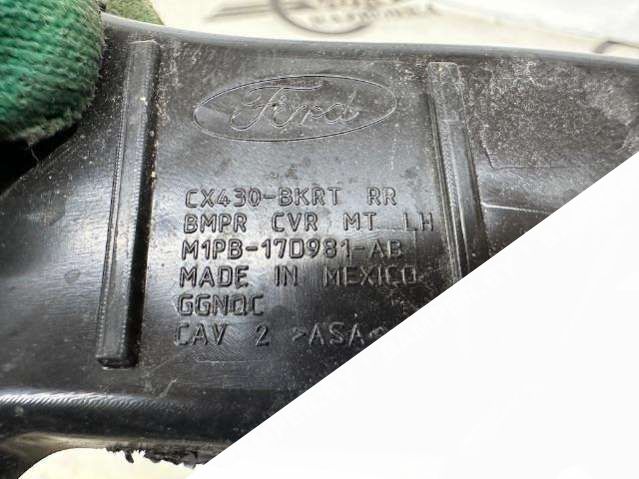 Ford
CX430-BKRT RR
BMPR CVR MT LH
M1PB-17D981-AB
MADE IN MEXICO
GGNQC
CAV 2 >ASA<